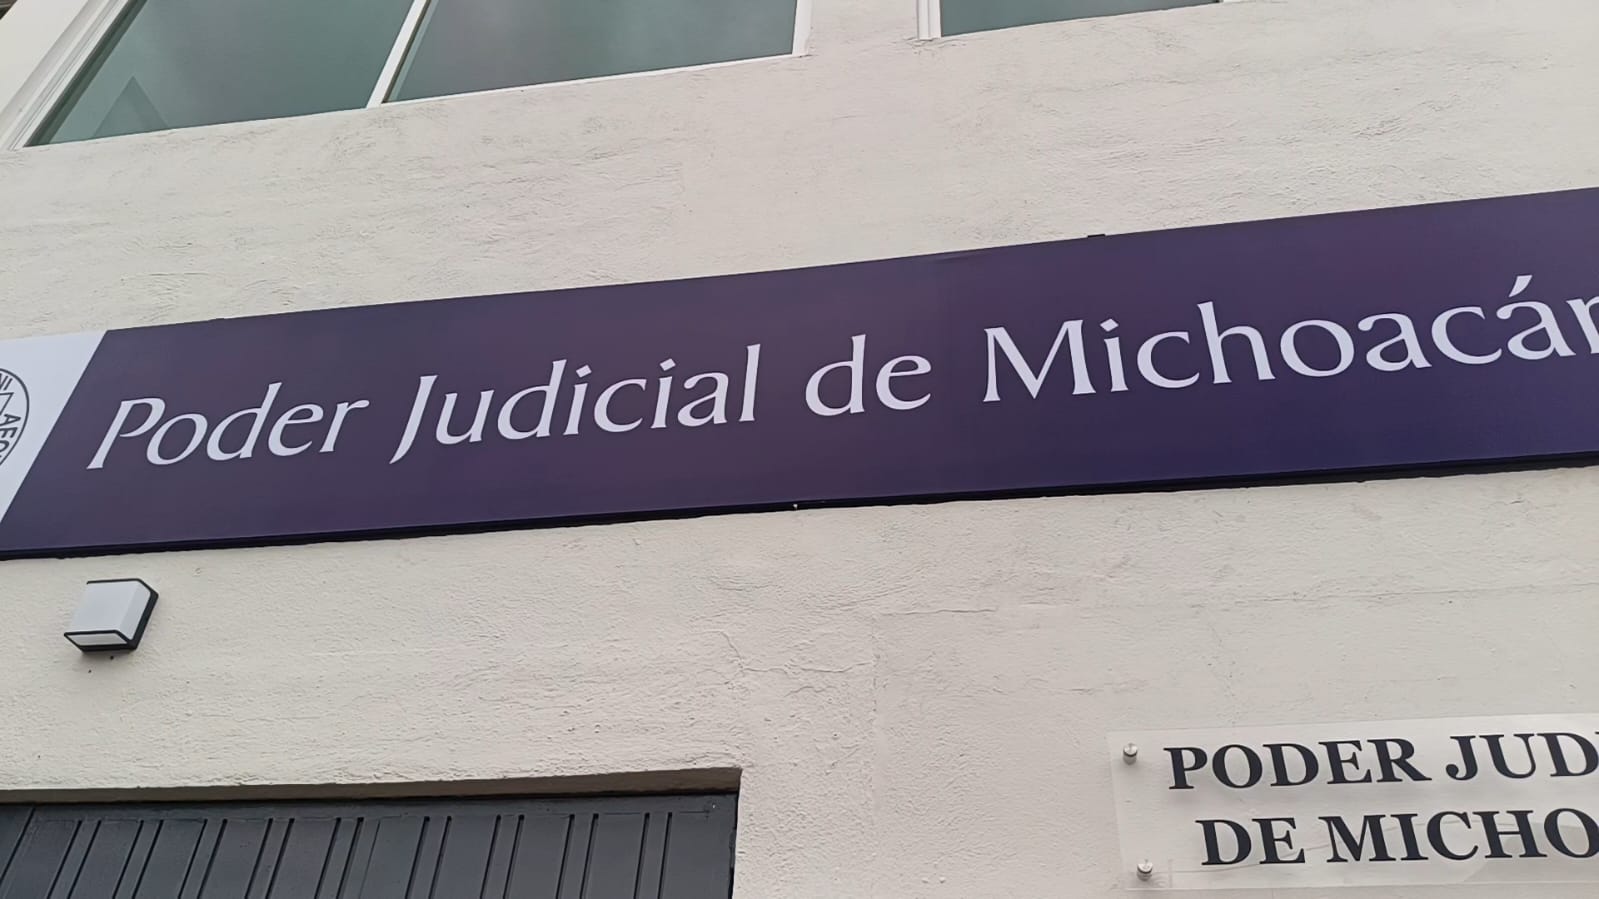 Poder Judicial de Michoacán
PODER JUD
DE MICHO